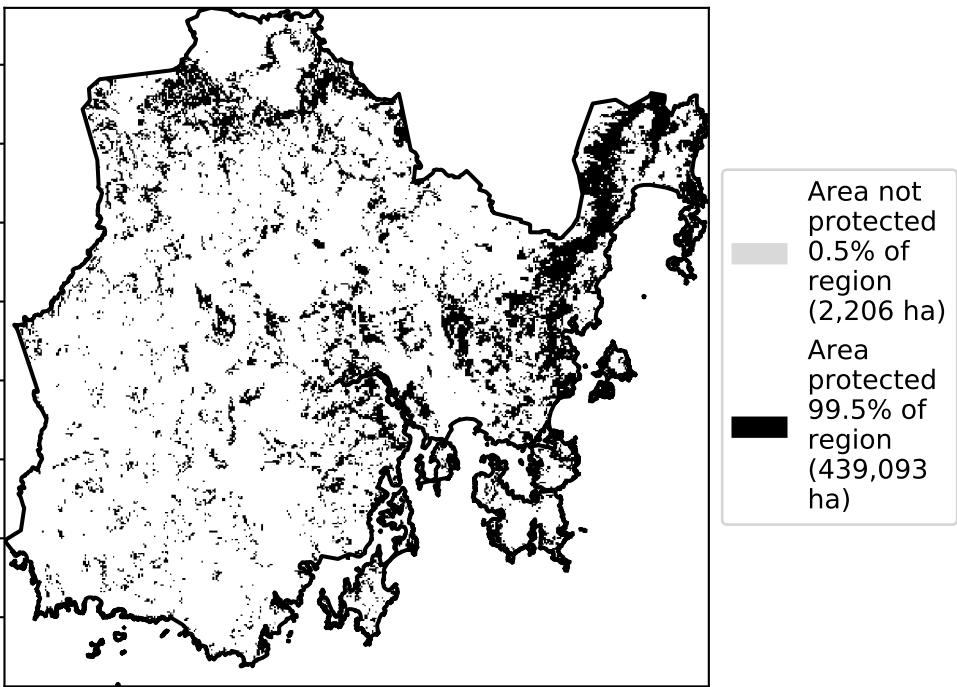 Area not
protected
0.5% of
region
(2,206 ha)
Area
protected
99.5% of
region
(439,093
ha)